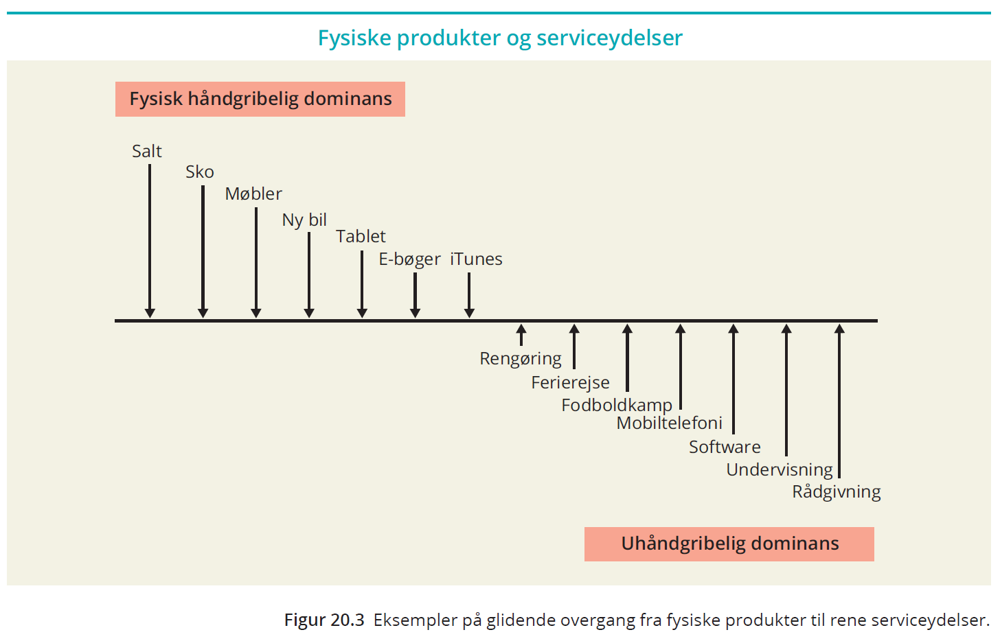 Fysiske produkter og serviceydelser
Fysisk håndgribelig dominans
Salt
Sko
Møbler
Ny bil
Tablet
E-bøger
iTunes
Rengøring
Ferierejse
Fodboldkamp
Mobiltelefoni
Software
Undervisning
Rådgivning
Uhåndgribelig dominans
Figur 20.3 Eksempler på glidende overgang fra fysiske produkter til rene serviceydelser.